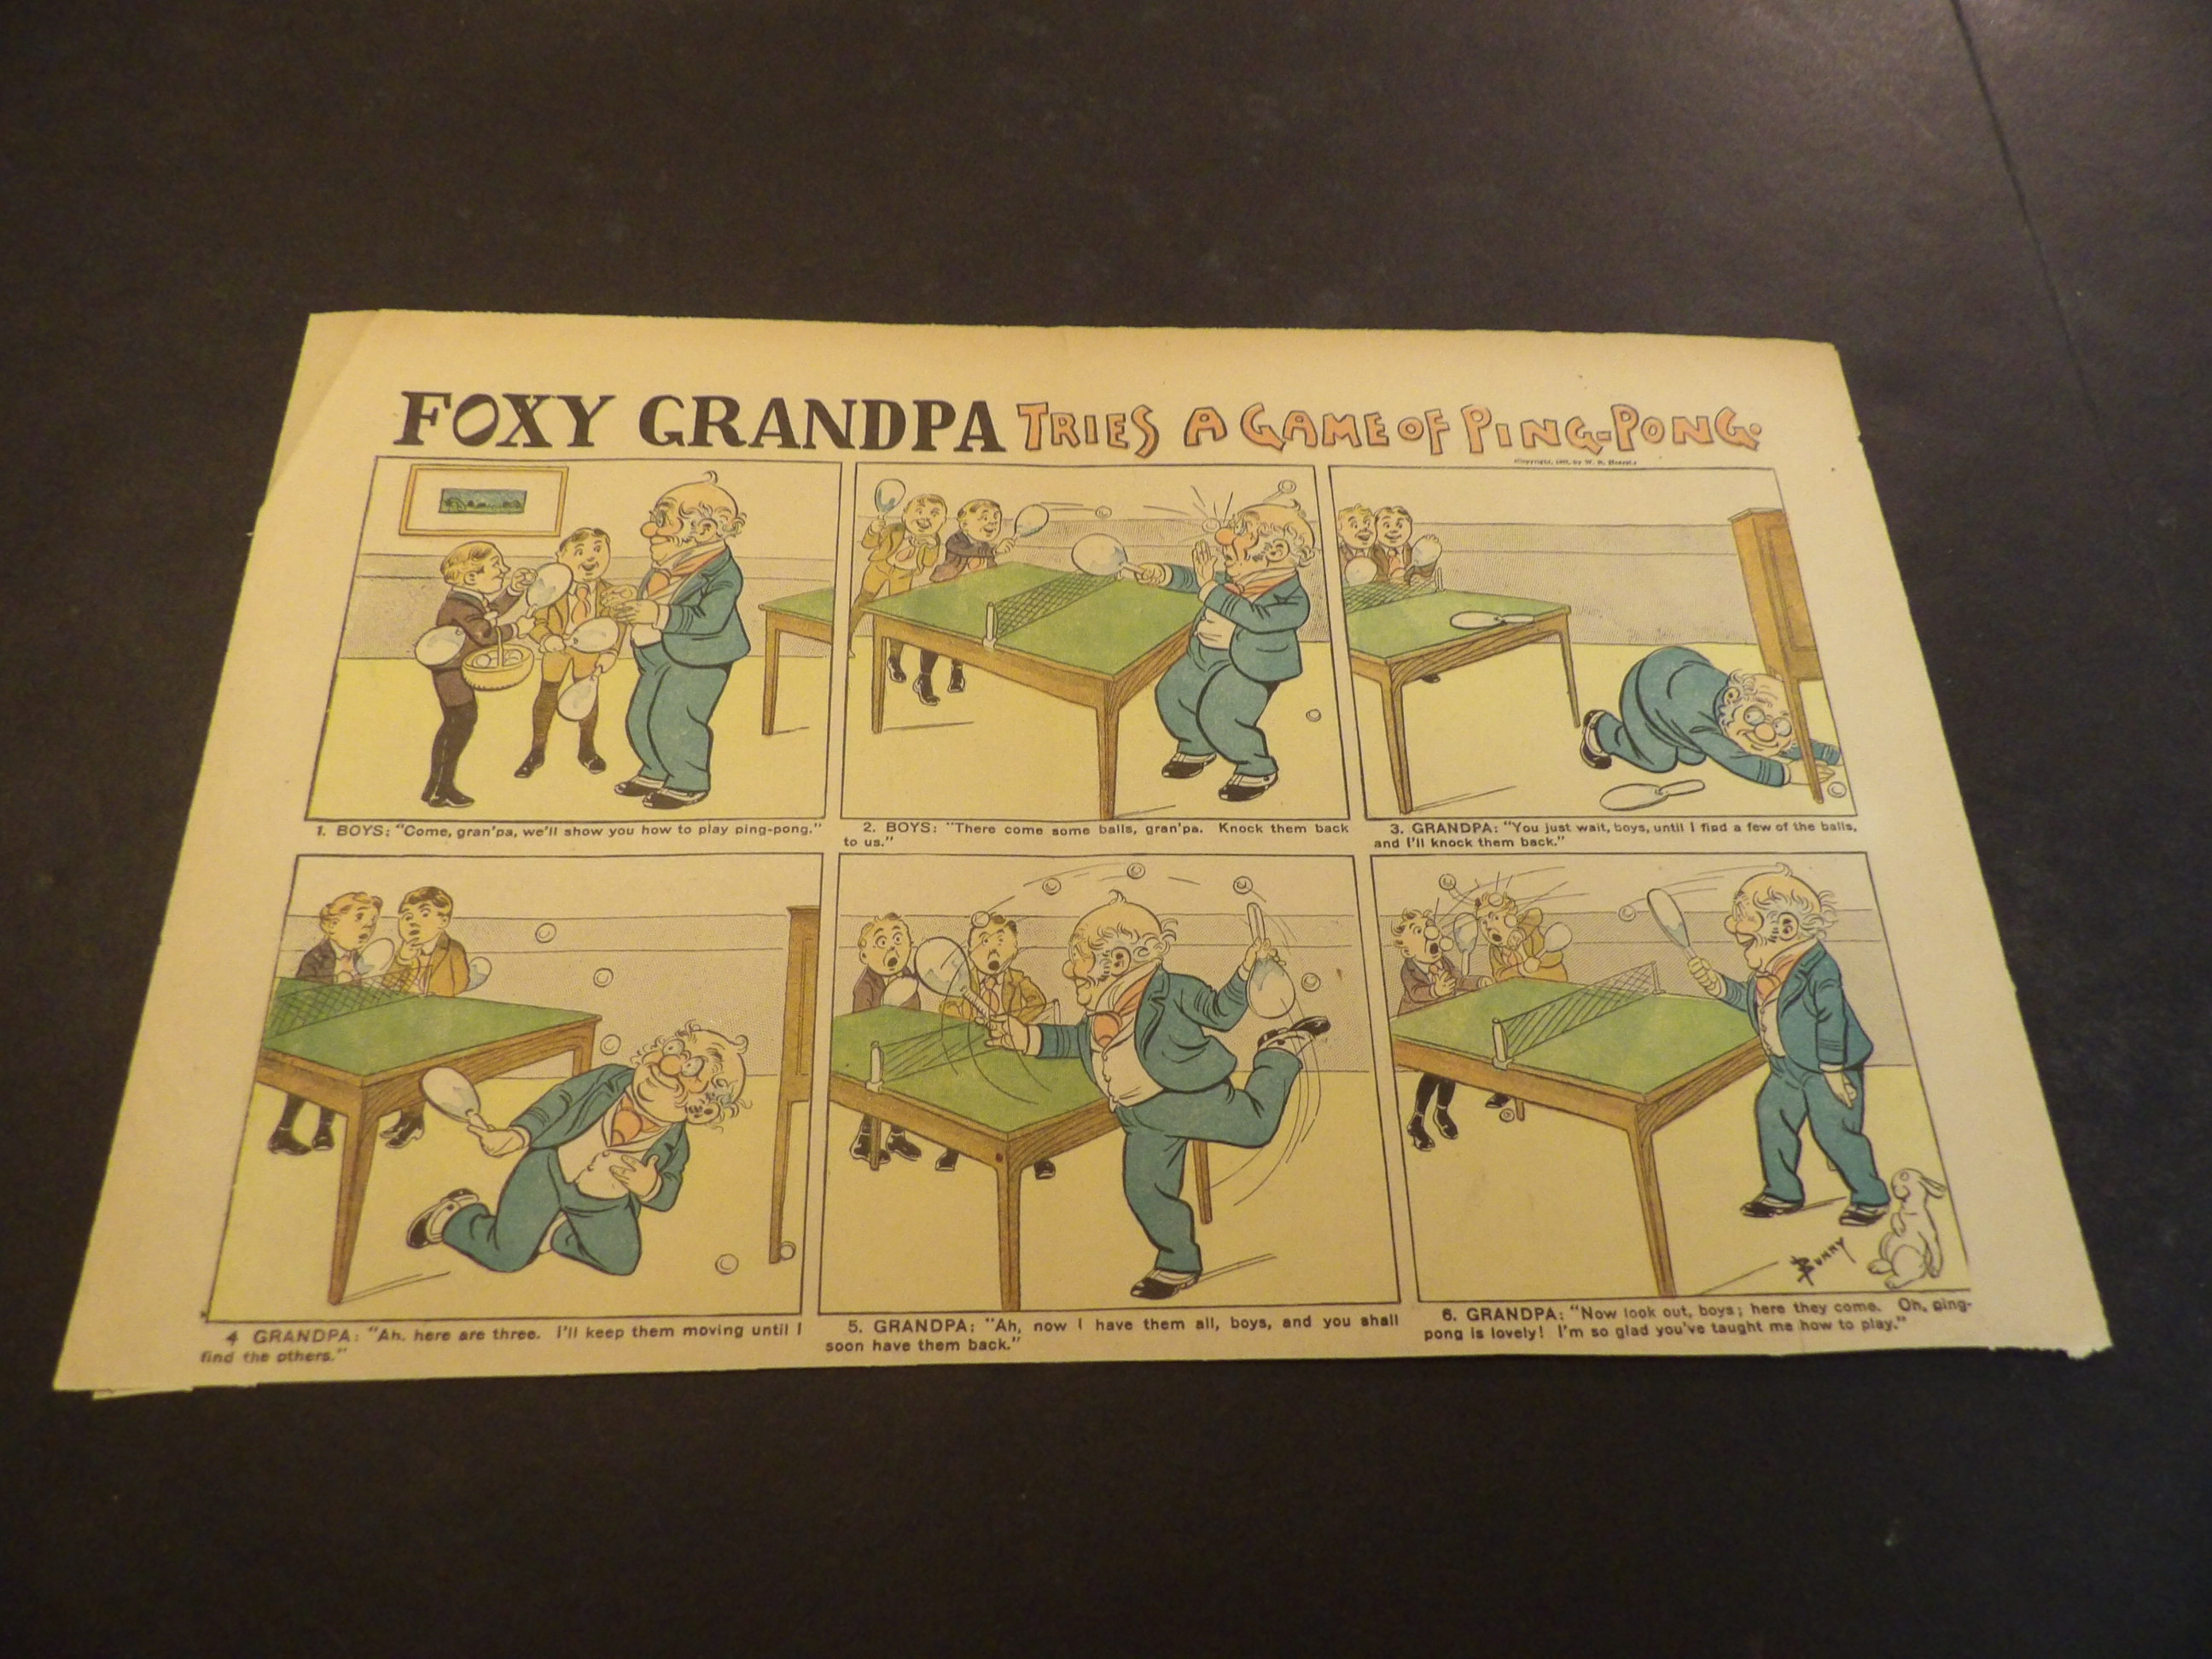 FOXY GRANDPA TRIES A GAME OF PING-PONG.
Copyright, by W. R. Hearst.
1. BOYS: "Come, gran'pa, we'll show you how to play ping-pong."
2. BOYS: "There come some balls, gran'pa. Knock them back
to us."
3. GRANDPA: "You just wait, boys, until I find a few of the balls,
and I'll knock them back."
4 GRANDPA: "Ah, here are three. I'll keep them moving until I
find the others."
5. GRANDPA: "Ah, now I have them all, boys, and you shall
soon have them back."
BUNNY
6. GRANDPA: "Now look out, boys; here they come. Oh, ping-
pong is lovely! I'm so glad you've taught me how to play."